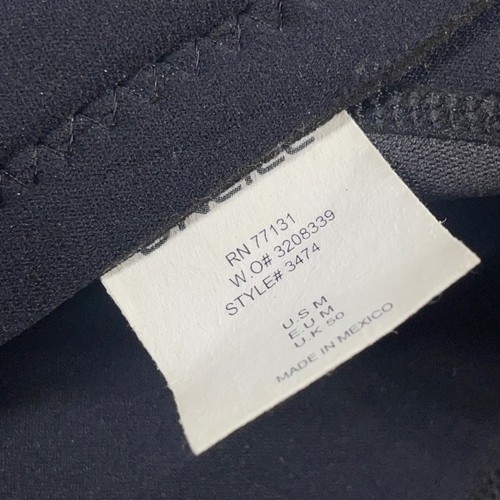 RN 77131
W.O# 3208339
STYLE# 3474
U.S M
E.U M
U.K 50
MADE IN MEXICO